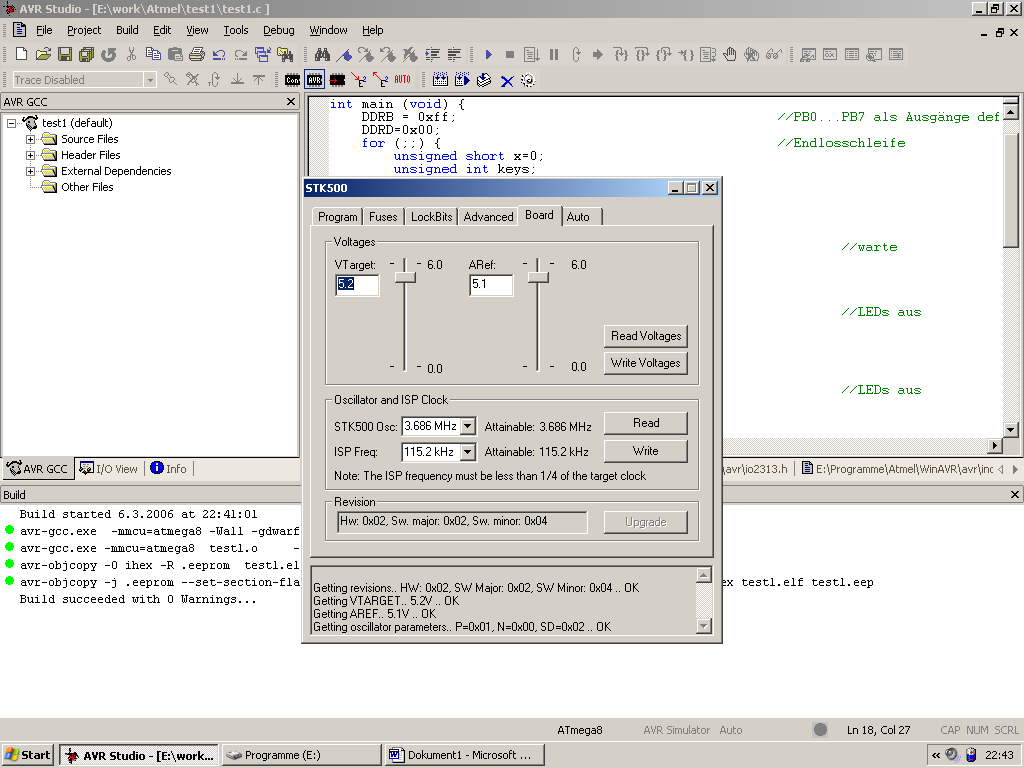 AVR Studio - [E:\work\Atmel\test1\test1.c ]
File Project Build Edit View Tools Debug Window Help
Trace Disabled
Con AVR AUTO
AVR GCC
test1 (default)
Source Files
Header Files
External Dependencies
Other Files
int main (void) {
DDRB = 0xff; //PB0...PB7 als Ausgänge def
DDRD=0x00;
for (;;) { //Endlosschleife
unsigned short x=0;
unsigned int keys;
//warte
//LEDs aus
//LEDs aus
STK500
Program Fuses LockBits Advanced Board Auto
Voltages
VTarget: 6.0 ARef: 6.0
5.2 5.1
Read Voltages
Write Voltages
0.0 0.0
Oscillator and ISP Clock
STK500 Osc: 3.686 MHz Attainable: 3.686 MHz Read
ISP Freq: 115.2 kHz Attainable: 115.2 kHz Write
Note: The ISP frequency must be less than 1/4 of the target clock
Revision
Hw: 0x02, Sw. major: 0x02, Sw. minor: 0x04 Upgrade
Getting revisions.. HW: 0x02, SW Major: 0x02, SW Minor: 0x04 .. OK
Getting VTARGET.. 5.2V .. OK
Getting AREF.. 5.1V .. OK
Getting oscillator parameters.. P=0x01, N=0x00, SD=0x02 .. OK
AVR GCC I/O View Info
\avr\io2313.h E:\Programme\Atmel\WinAVR\avr\inc
Build
Build started 6.3.2006 at 22:41:01
avr-gcc.exe -mmcu=atmega8 -Wall -gdwarf
avr-gcc.exe -mmcu=atmega8 test1.o -
avr-objcopy -O ihex -R .eeprom test1.el
avr-objcopy -j .eeprom --set-section-fla ex test1.elf test1.eep
Build succeeded with 0 Warnings...
ATmega8 AVR Simulator Auto Ln 18, Col 27 CAP NUM SCRL
Start AVR Studio - [E:\work... Programme (E:) Dokument1 - Microsoft ... 22:43